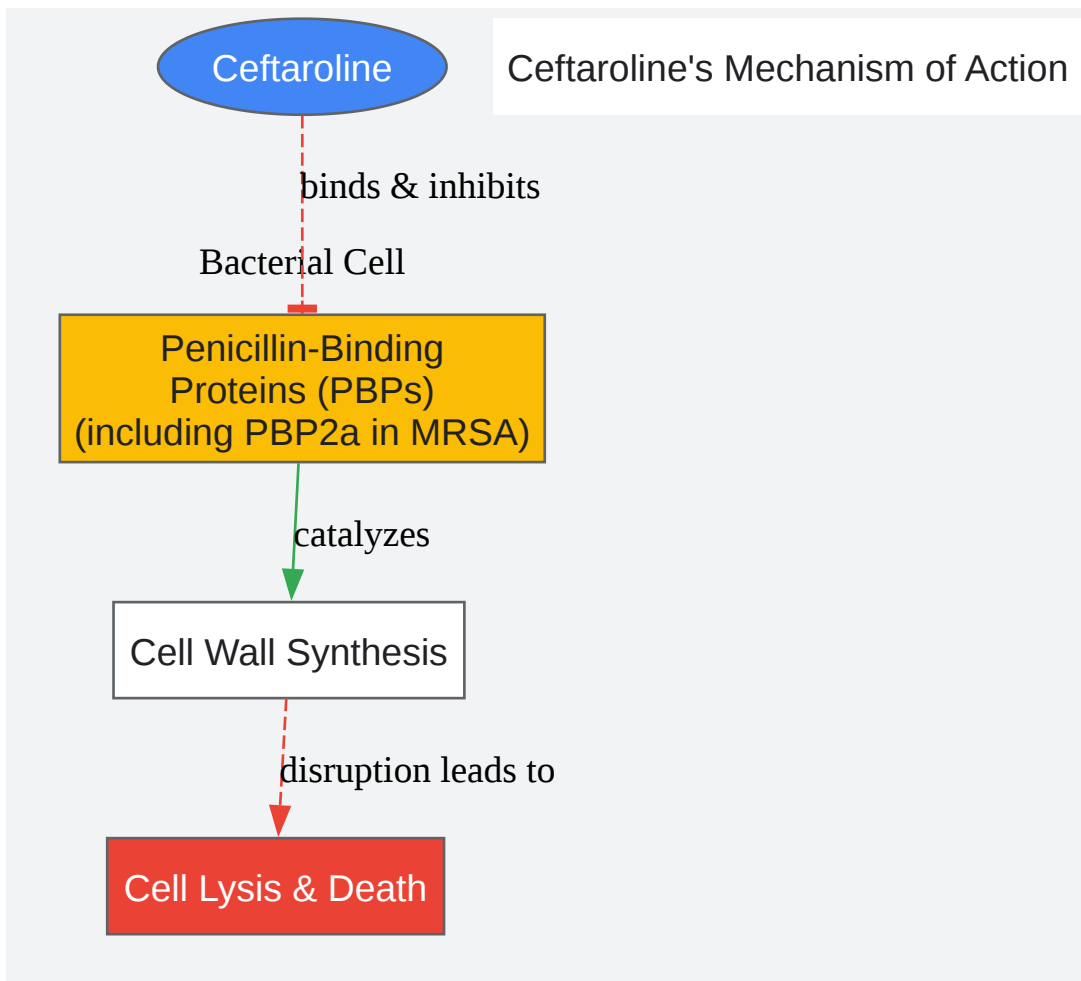 Ceftaroline
Ceftaroline's Mechanism of Action
binds & inhibits
Bacterial Cell
Penicillin-Binding
Proteins (PBPs)
(including PBP2a in MRSA)
catalyzes
Cell Wall Synthesis
disruption leads to
Cell Lysis & Death